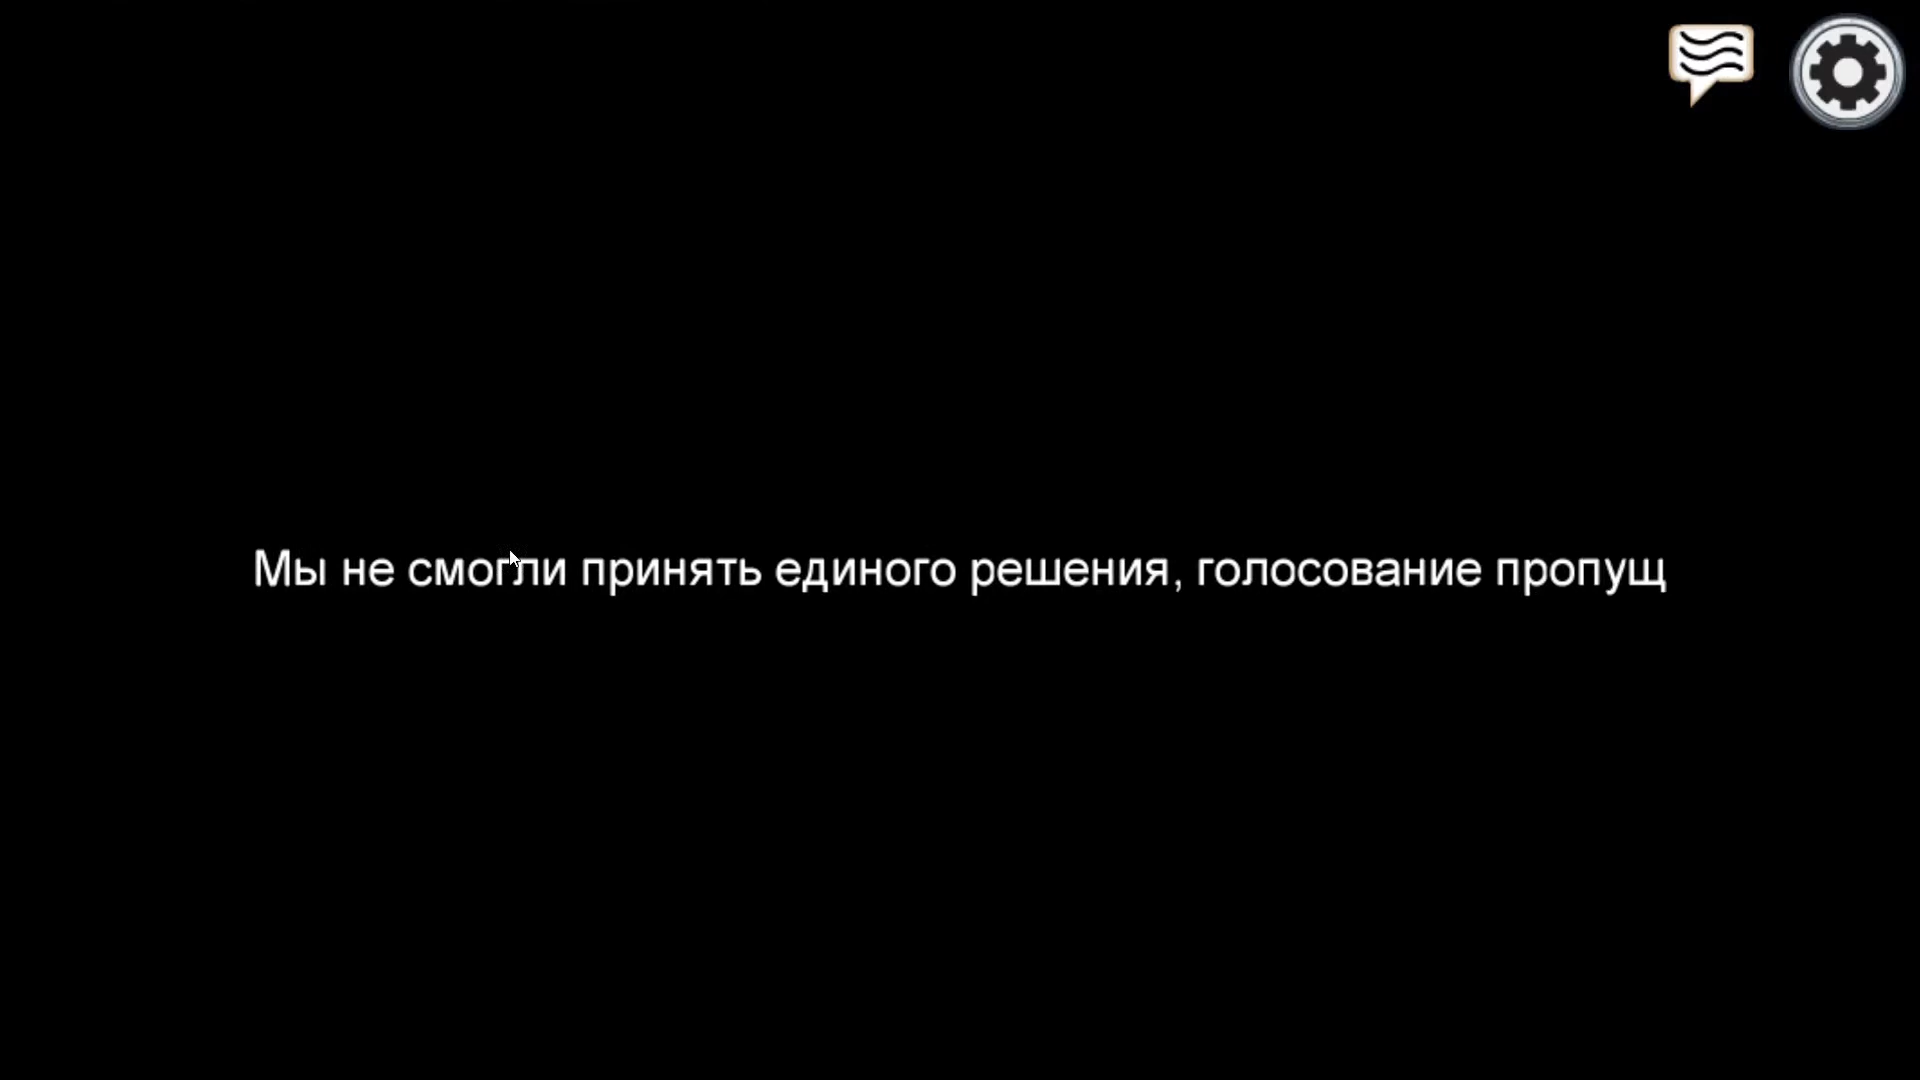 Мы не смогли принять единого решения, голосование пропущ